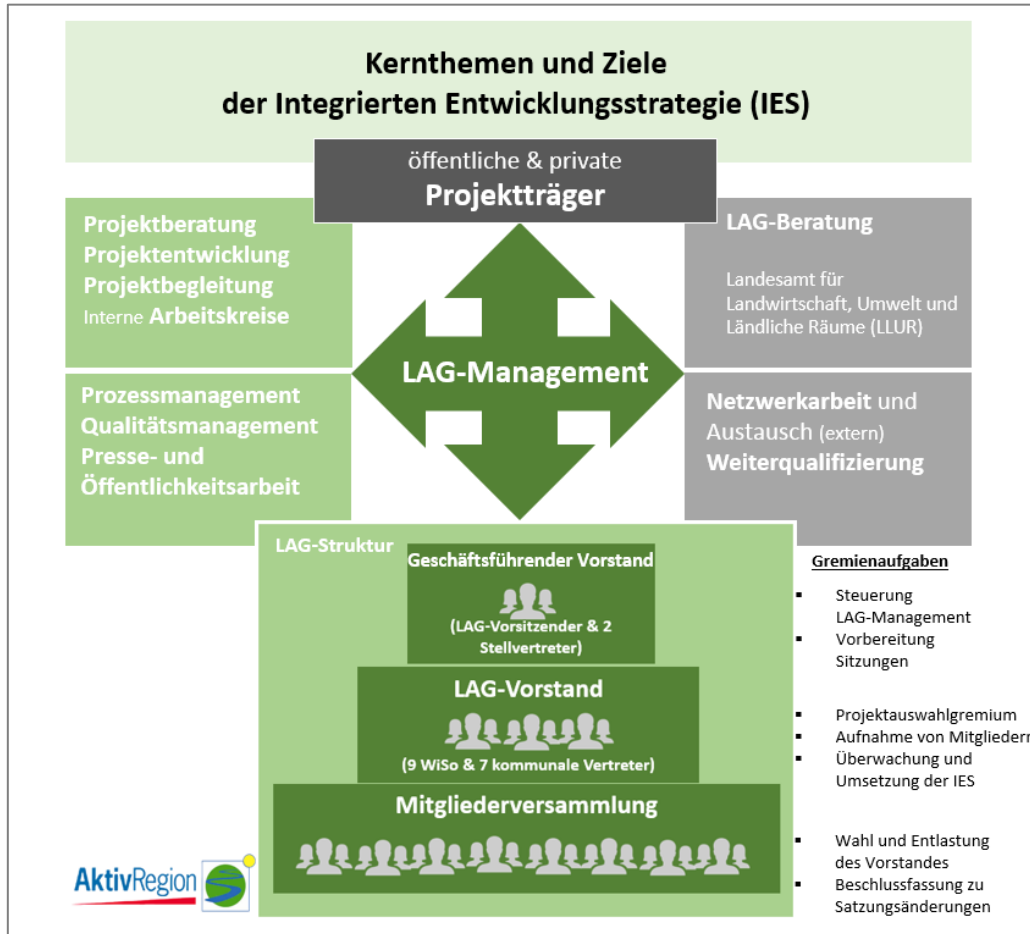 Kernthemen und Ziele
der Integrierten Entwicklungsstrategie (IES)
öffentliche & private
Projektträger
Projektberatung
Projektentwicklung
Projektbegleitung
Interne Arbeitskreise
LAG-Beratung
Landesamt für
Landwirtschaft, Umwelt und
Ländliche Räume (LLUR)
LAG-Management
Prozessmanagement
Qualitätsmanagement
Presse- und
Öffentlichkeitsarbeit
Netzwerkarbeit und
Austausch (extern)
Weiterqualifizierung
LAG-Struktur
Geschäftsführender Vorstand
(LAG-Vorsitzender & 2
Stellvertreter)
LAG-Vorstand
(9 WiSo & 7 kommunale Vertreter)
Mitgliederversammlung
Gremienaufgaben
▪ Steuerung
LAG-Management
▪ Vorbereitung
Sitzungen
▪ Projektauswahlgremium
▪ Aufnahme von Mitgliedern
▪ Überwachung und
Umsetzung der IES
▪ Wahl und Entlastung
des Vorstandes
▪ Beschlussfassung zu
Satzungsänderungen
AktivRegion